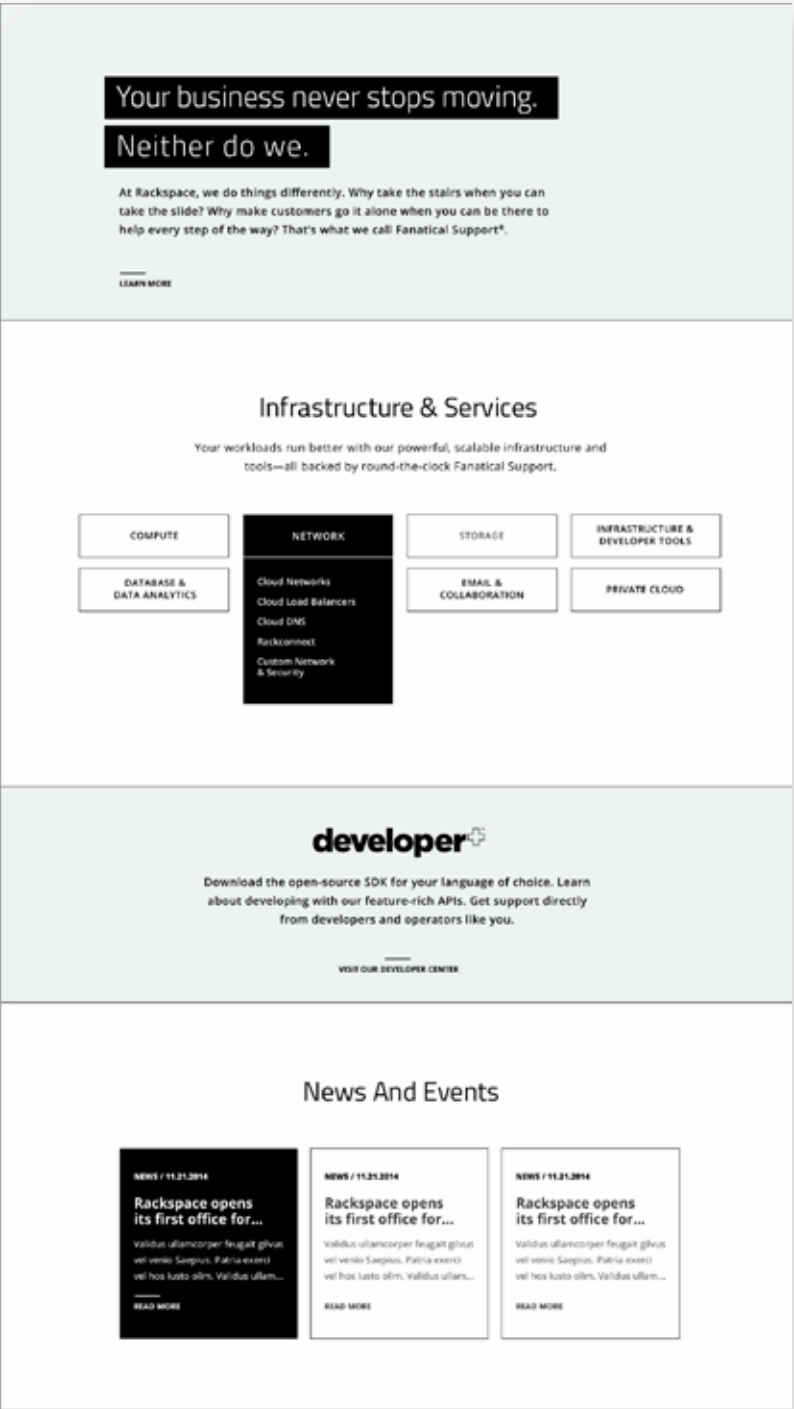 Your business never stops moving.
Neither do we.
At Rackspace, we do things differently. Why take the stairs when you can
take the slide? Why make customers go it alone when you can be there to
help every step of the way? That's what we call Fanatical Support®.
LEARN MORE
Infrastructure & Services
Your workloads run better with our powerful, scalable infrastructure and
tools—all backed by round-the-clock Fanatical Support.
COMPUTE
NETWORK
STORAGE
INFRASTRUCTURE &
DEVELOPER TOOLS
DATABASE &
DATA ANALYTICS
Cloud Networks
Cloud Load Balancers
Cloud DNS
Rackconnect
Custom Network
& Security
EMAIL &
COLLABORATION
PRIVATE CLOUD
developer+
Download the open-source SDK for your language of choice. Learn
about developing with our feature-rich APIs. Get support directly
from developers and operators like you.
VISIT OUR DEVELOPER CENTER
News And Events
NEWS / 11.21.2014
Rackspace opens
its first office for...
Validus ullamcorper feugait gilvus
vel venio Saepius. Patria exerci
vel hos iusto olim. Validus ullam...
READ MORE
NEWS / 11.21.2014
Rackspace opens
its first office for...
Validus ullamcorper feugait gilvus
vel venio Saepius. Patria exerci
vel hos iusto olim. Validus ullam...
READ MORE
NEWS / 11.21.2014
Rackspace opens
its first office for...
Validus ullamcorper feugait gilvus
vel venio Saepius. Patria exerci
vel hos iusto olim. Validus ullam...
READ MORE